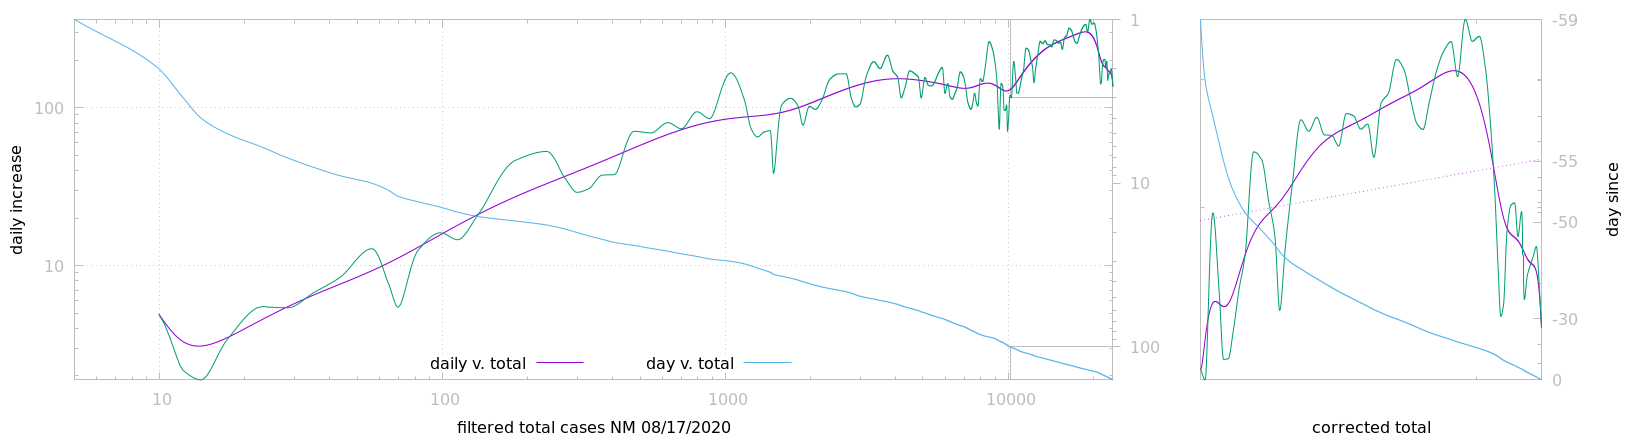 daily increase
100
10
daily v. total
day v. total
10
100
1000
10000
filtered total cases NM 08/17/2020
1
10
100
-59
-55
-50
-30
0
day since
corrected total